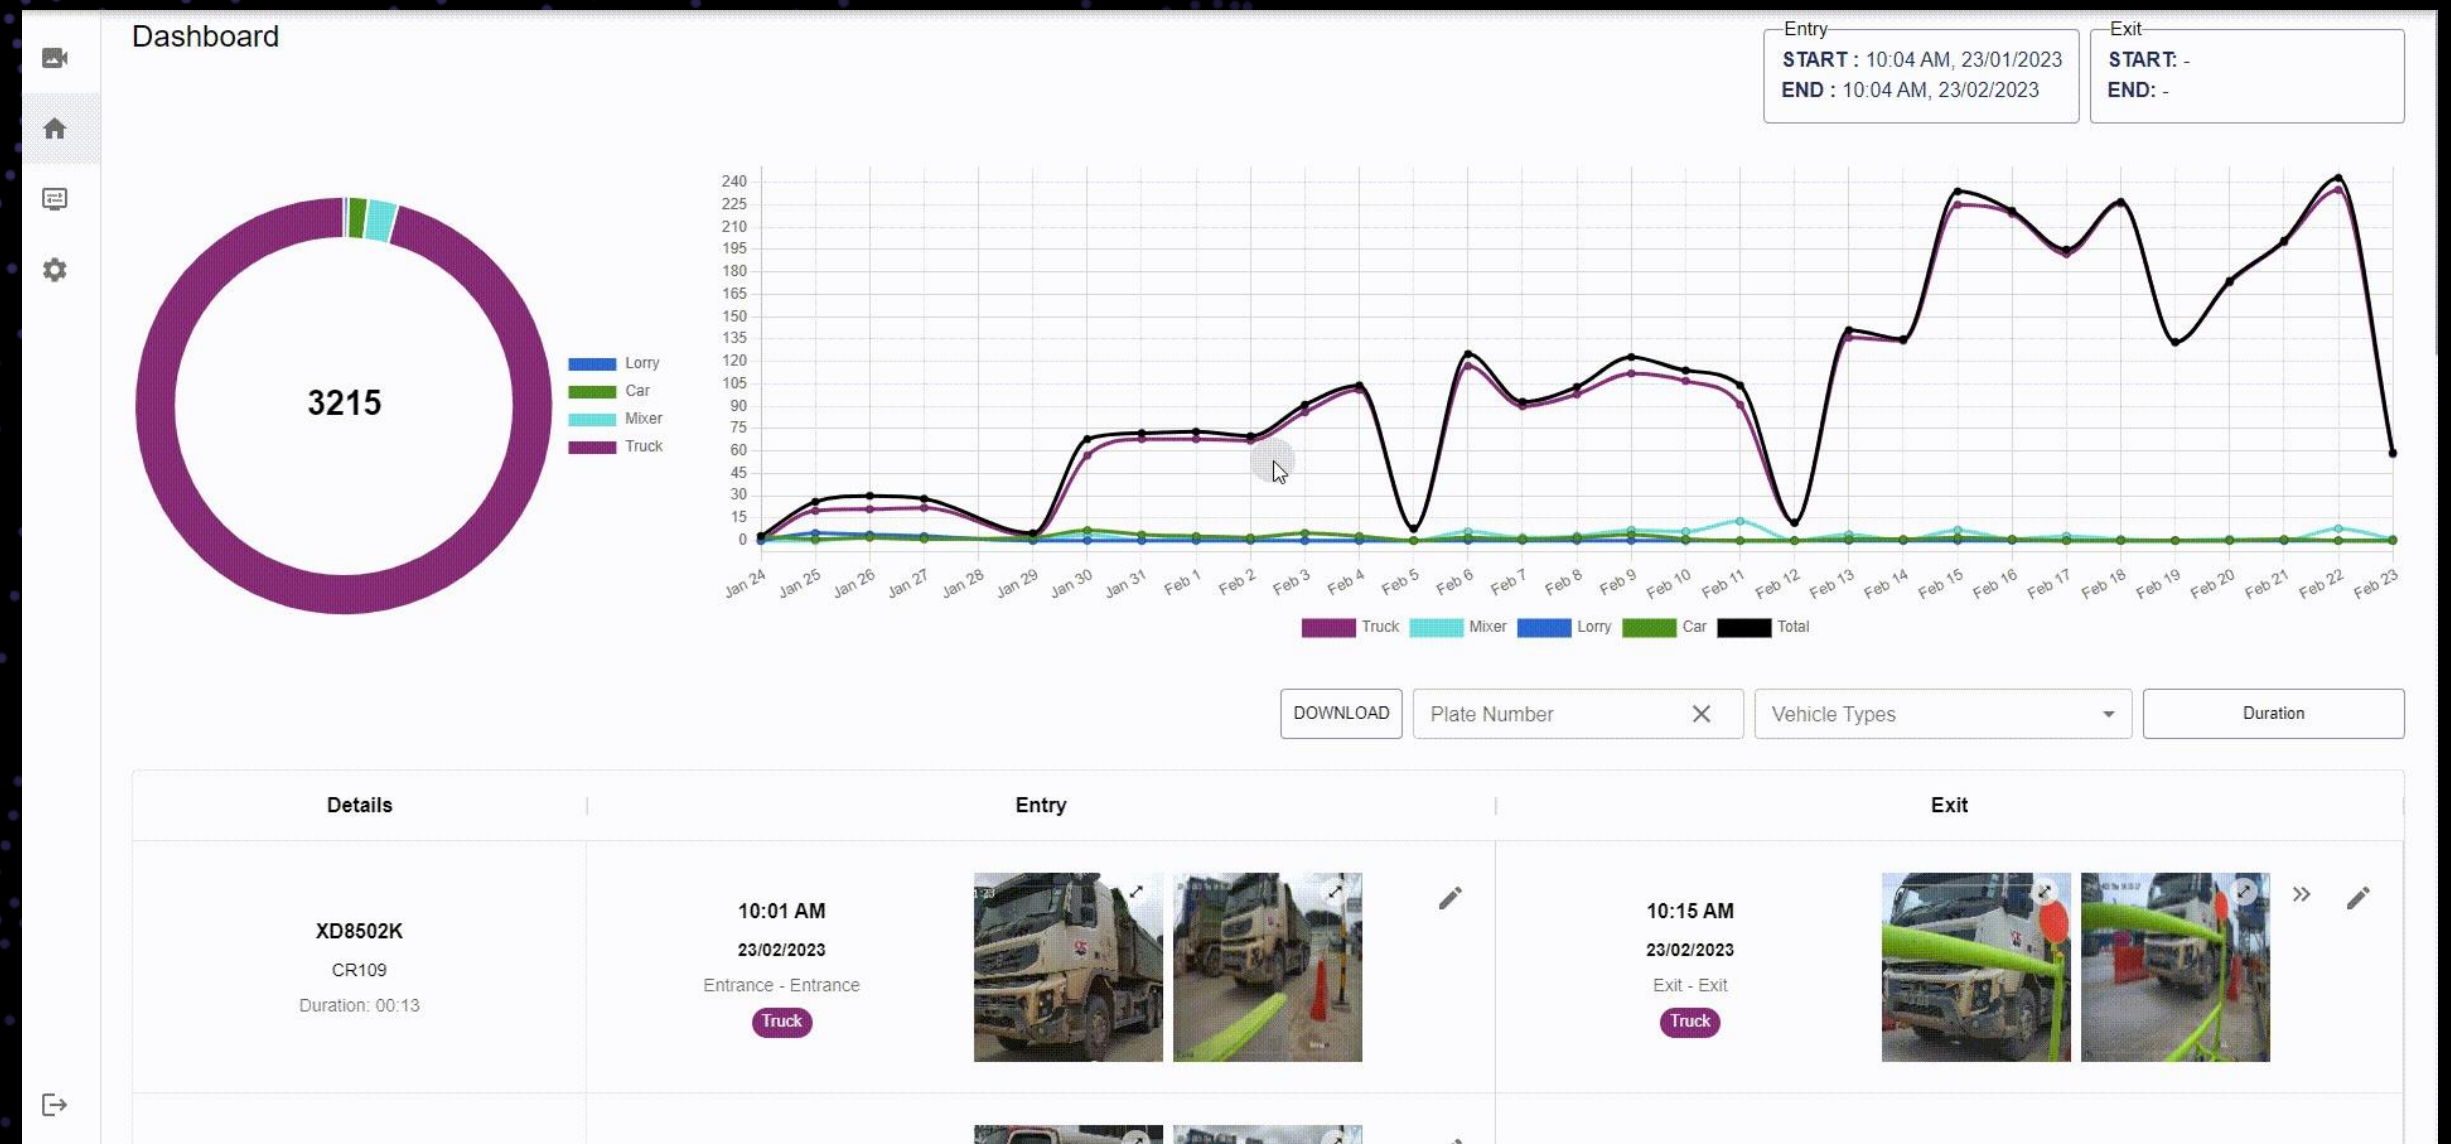 Dashboard
Entry
START : 10:04 AM, 23/01/2023
END : 10:04 AM, 23/02/2023
Exit
START: -
END: -
3215
Lorry
Car
Mixer
Truck
240
225
210
195
180
165
150
135
120
105
90
75
60
45
30
15
0
Jan 24
Jan 25
Jan 26
Jan 27
Jan 28
Jan 29
Jan 30
Jan 31
Feb 1
Feb 2
Feb 3
Feb 4
Feb 5
Feb 6
Feb 7
Feb 8
Feb 9
Feb 10
Feb 11
Feb 12
Feb 13
Feb 14
Feb 15
Feb 16
Feb 17
Feb 18
Feb 19
Feb 20
Feb 21
Feb 22
Feb 23
Truck Mixer Lorry Car Total
DOWNLOAD
Plate Number
Vehicle Types
Duration
Details
Entry
Exit
XD8502K
CR109
Duration: 00:13
10:01 AM
23/02/2023
Entrance - Entrance
Truck
10:15 AM
23/02/2023
Exit - Exit
Truck